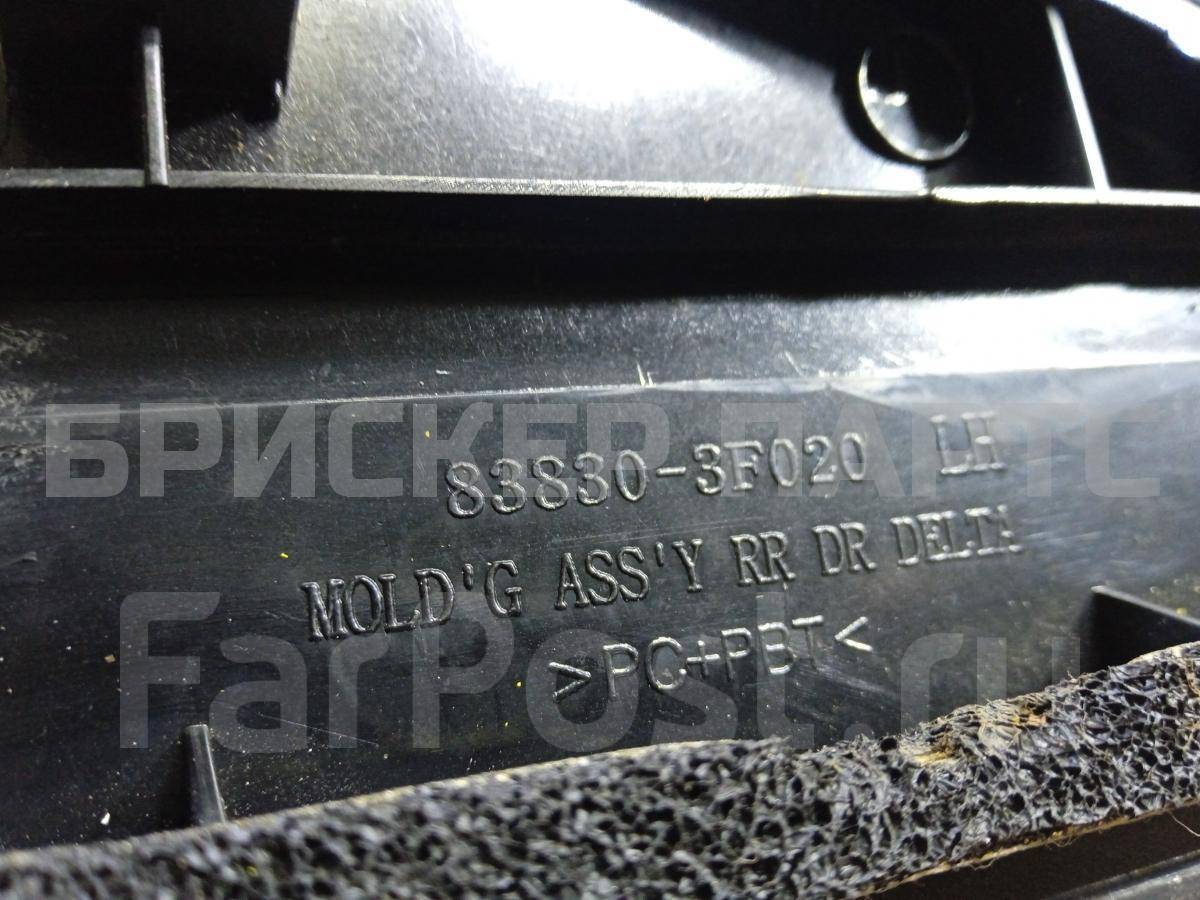 БРИСКЕР ПАРТС
83830-3F020 LH
MOLD'G ASS'Y RR DR DELTA
>PC+PBT<
FarPost.ru